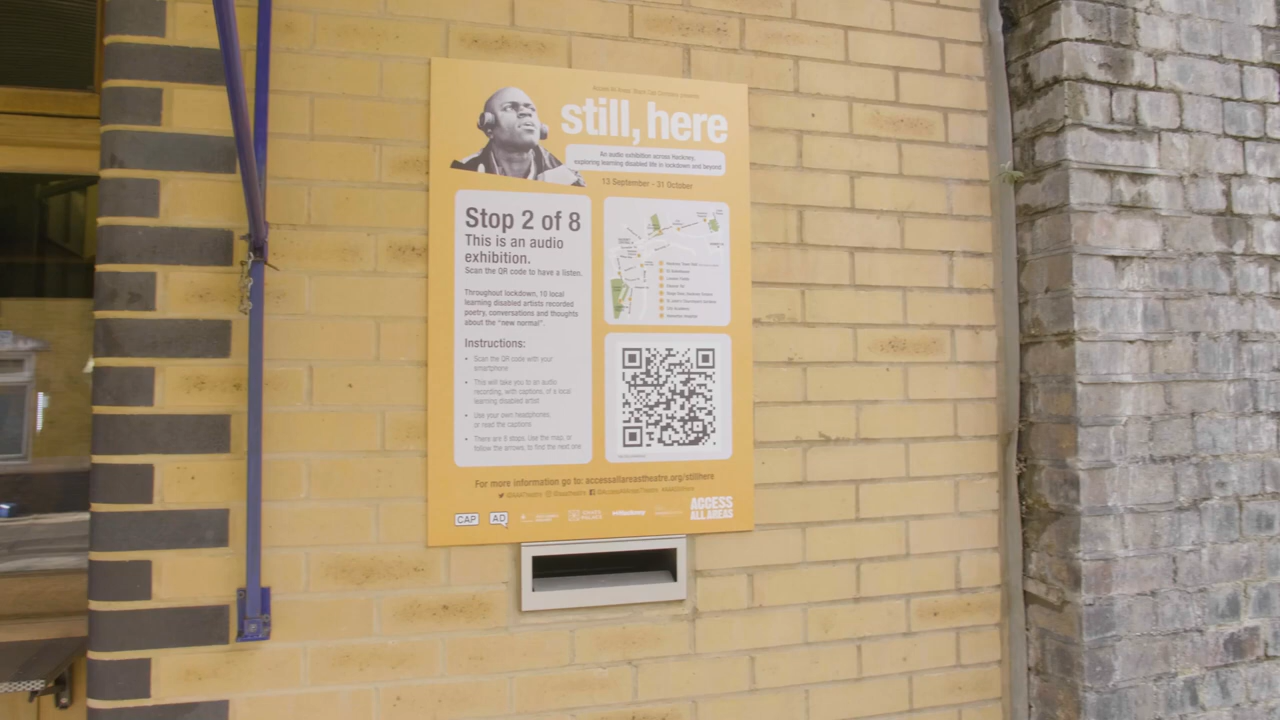 still, here
An audio exhibition across Hackney,
exploring learning disabled life in lockdown and beyond
13 September - 31 October
Stop 2 of 8
This is an audio
exhibition.
Scan the QR code to have a listen.
Throughout lockdown, 10 local
learning disabled artists recorded
poetry, conversations and thoughts
about the "new normal".
Instructions:
• Scan the QR code with your
smartphone
• This will take you to an audio
recording, with captions, of a local
learning disabled artist
• Use your own headphones,
or read the captions
• There are 8 stops. Use the map, or
follow the arrows, to find the next one
London Fields
For more information go to: accessallareastheatre.org/stillhere
CAP
AD
ACCESS
ALL AREAS